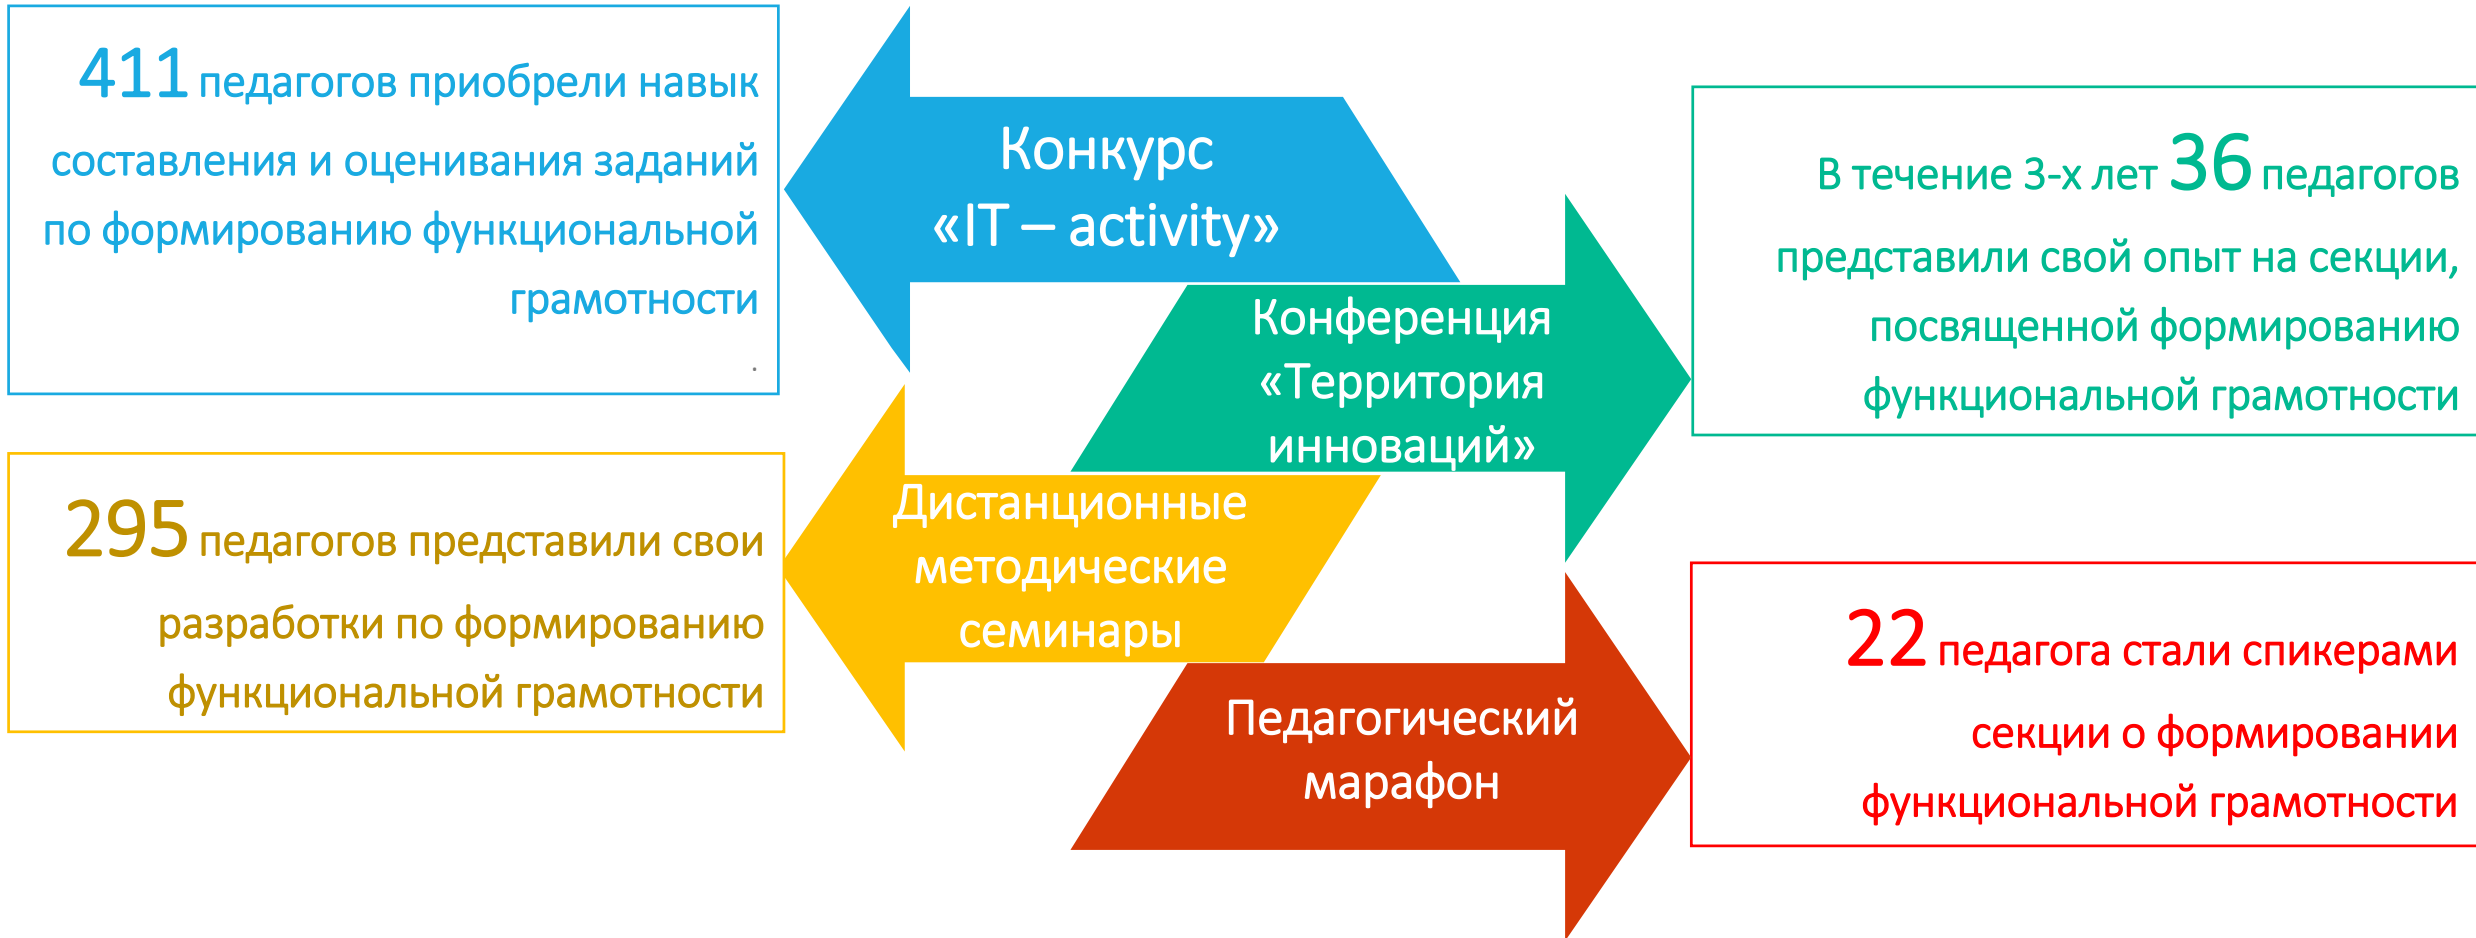 411 педагогов приобрели навык
составления и оценивания заданий
по формированию функциональной
грамотности
.
Конкурс
«IT – activity»
В течение 3-х лет 36 педагогов
представили свой опыт на секции,
посвященной формированию
функциональной грамотности
Конференция
«Территория
инноваций»
295 педагогов представили свои
разработки по формированию
функциональной грамотности
Дистанционные
методические
семинары
22 педагога стали спикерами
секции о формировании
функциональной грамотности
Педагогический
марафон